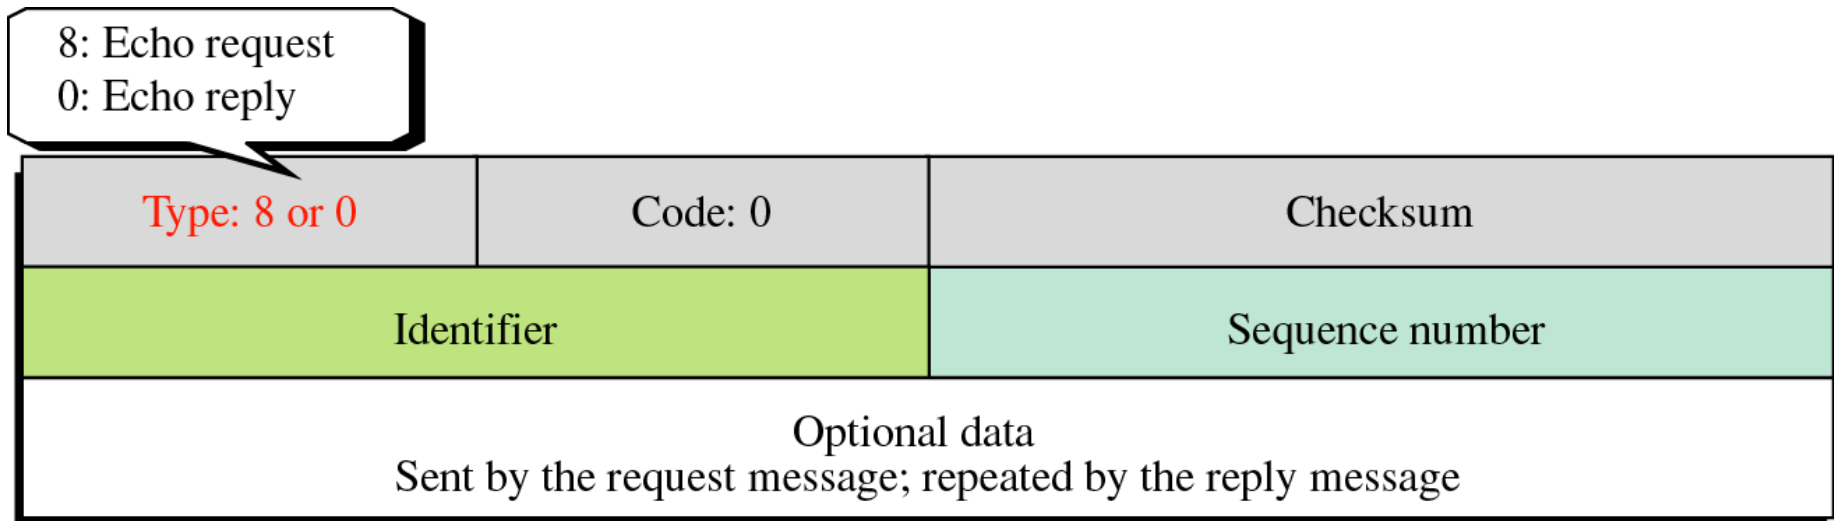 8: Echo request
0: Echo reply
Type: 8 or 0
Code: 0
Checksum
Identifier
Sequence number
Optional data
Sent by the request message; repeated by the reply message